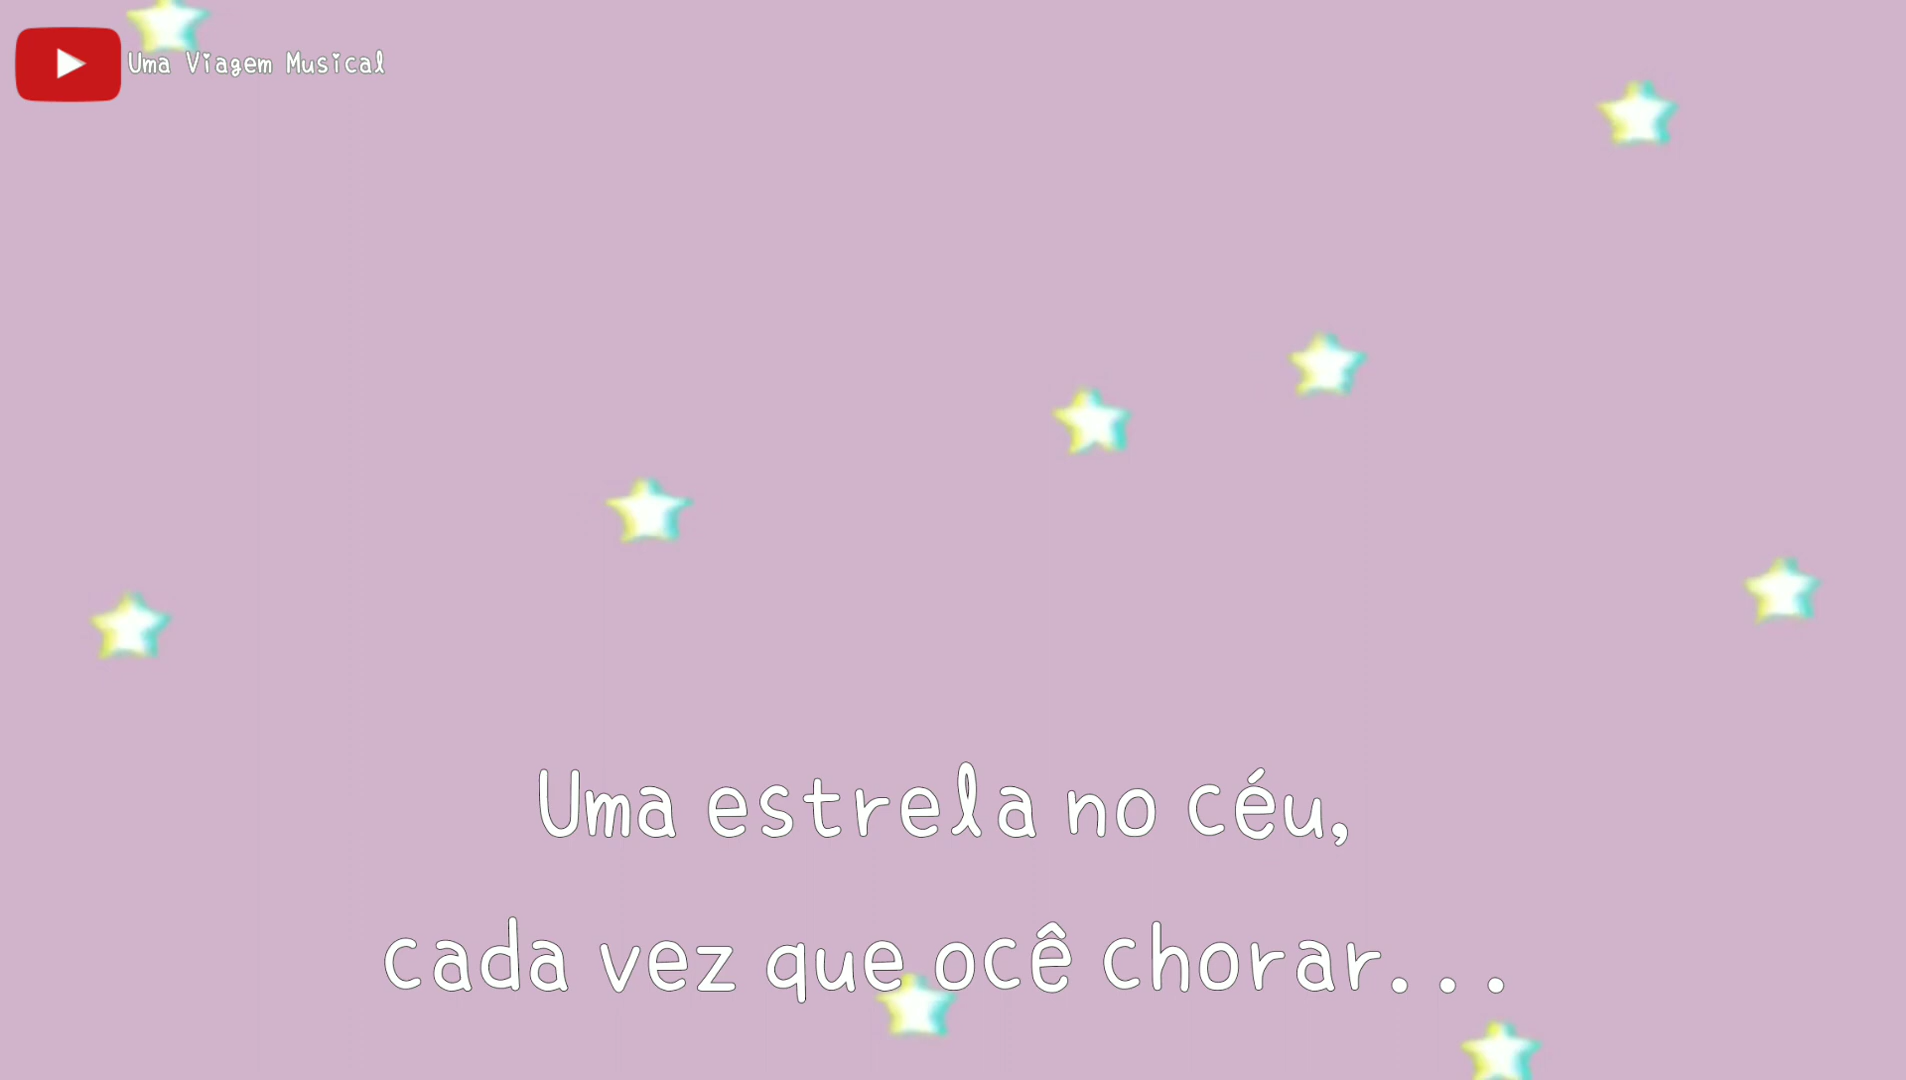 Uma Viagem Musical
Uma estrela no céu,
cada vez que ocê chorar...